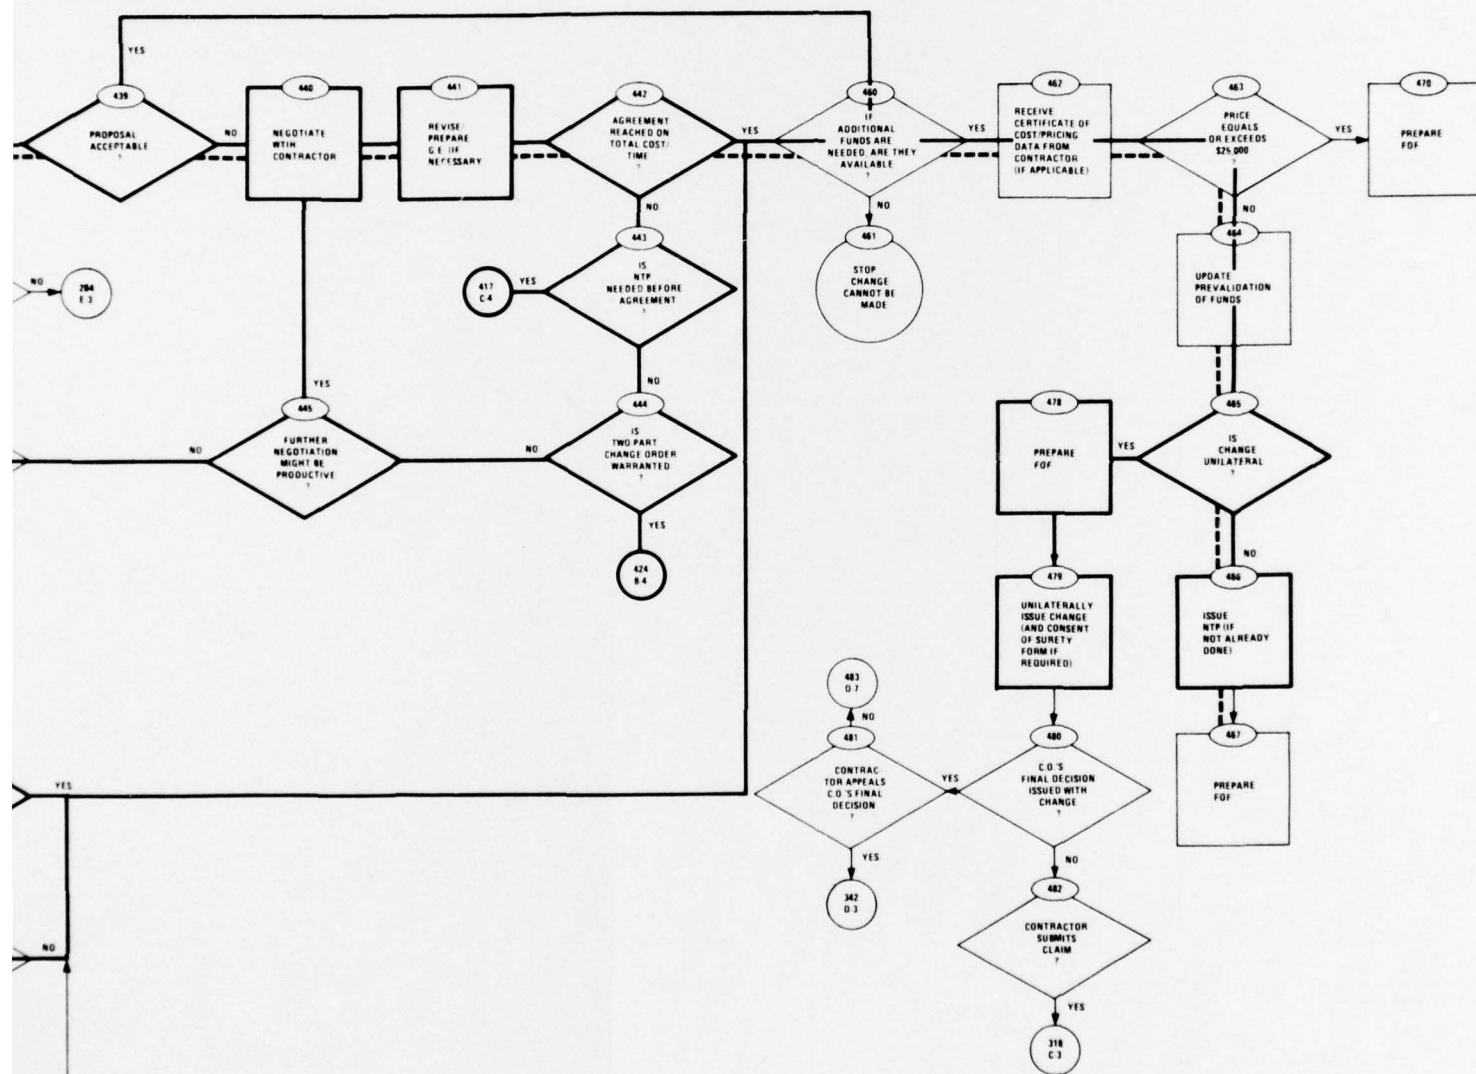 YES
439
PROPOSAL
ACCEPTABLE
?
NO
440
NEGOTIATE
WTIH
CONTRACTOR
441
REVISE/
PREPARE
G.E. (IF
NECESSARY
442
AGREEMENT
REACHED ON
TOTAL COST/
TIME
?
YES
460
IF
ADDITIONAL
FUNDS ARE
NEEDED, ARE THEY
AVAILABLE
?
YES
462
RECEIVE
CERTIFICATE OF
COST/PRICING
DATA FROM
CONTRACTOR
(IF APPLICABLE)
463
PRICE
EQUALS
OR EXCEEDS
$25,000
?
YES
470
PREPARE
FOF
NO
NO
NO
NO
284
E-3
417
C-4
YES
443
IS
NTP
NEEDED BEFORE
AGREEMENT
?
461
STOP
CHANGE
CANNOT BE
MADE
464
UPDATE
PREVALIDATION
OF FUNDS
NO
YES
NO
445
FURTHER
NEGOTIATION
MIGHT BE
PRODUCTIVE
?
NO
444
IS
TWO PART
CHANGE ORDER
WARRANTED
?
YES
424
B-4
478
PREPARE
FOF
YES
465
IS
CHANGE
UNILATERAL
?
NO
479
UNILATERALLY
ISSUE CHANGE
(AND CONSENT
OF SURETY
FORM IF
REQUIRED)
466
ISSUE
NTP (IF
NOT ALREADY
DONE)
483
D-7
NO
481
CONTRAC
TOR APPEALS
C.O.'S FINAL
DECISION
?
YES
480
C.O.'S
FINAL DECISION
ISSUED WITH
CHANGE
?
467
PREPARE
FOF
YES
YES
342
D-3
NO
482
CONTRACTOR
SUBMITS
CLAIM
?
NO
YES
318
C-3